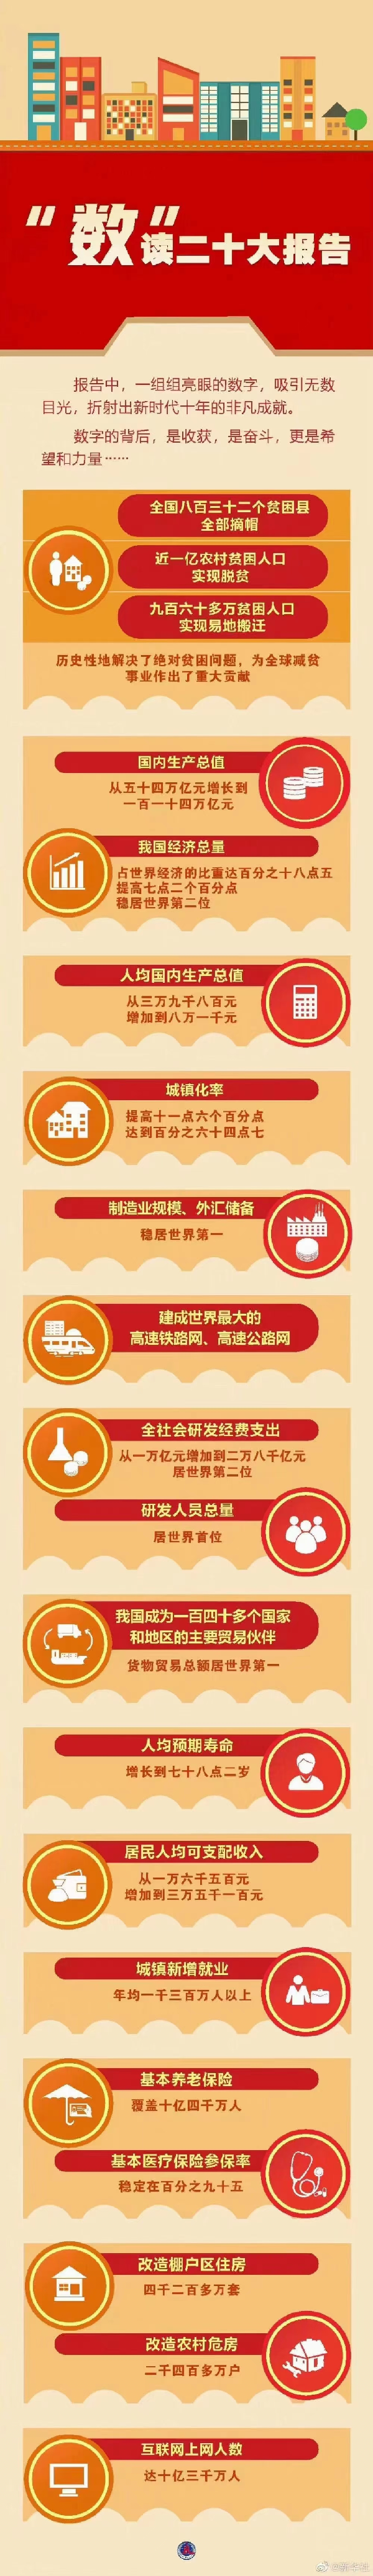 “数”读二十大报告
报告中，一组组亮眼的数字，吸引无数
目光，折射出新时代十年的非凡成就。
数字的背后，是收获，是奋斗，更是希
望和力量……
全国八百三十二个贫困县
全部摘帽
近一亿农村贫困人口
实现脱贫
九百六十多万贫困人口
实现易地搬迁
历史性地解决了绝对贫困问题，为全球减贫
事业作出了重大贡献
国内生产总值
从五十四万亿元增长到
一百一十四万亿元
我国经济总量
占世界经济的比重达百分之十八点五
提高七点二个百分点
稳居世界第二位
人均国内生产总值
从三万九千八百元
增加到八万一千元
城镇化率
提高十一点六个百分点
达到百分之六十四点七
制造业规模、外汇储备
稳居世界第一
建成世界最大的
高速铁路网、高速公路网
全社会研发经费支出
从一万亿元增加到二万八千亿元
居世界第二位
研发人员总量
居世界首位
我国成为一百四十多个国家
和地区的主要贸易伙伴
货物贸易总额居世界第一
人均预期寿命
增长到七十八点二岁
居民人均可支配收入
从一万六千五百元
增加到三万五千一百元
城镇新增就业
年均一千三百万人以上
基本养老保险
覆盖十亿四千万人
基本医疗保险参保率
稳定在百分之九十五
改造棚户区住房
四千二百多万套
改造农村危房
二千四百多万户
互联网上网人数
达十亿三千万人